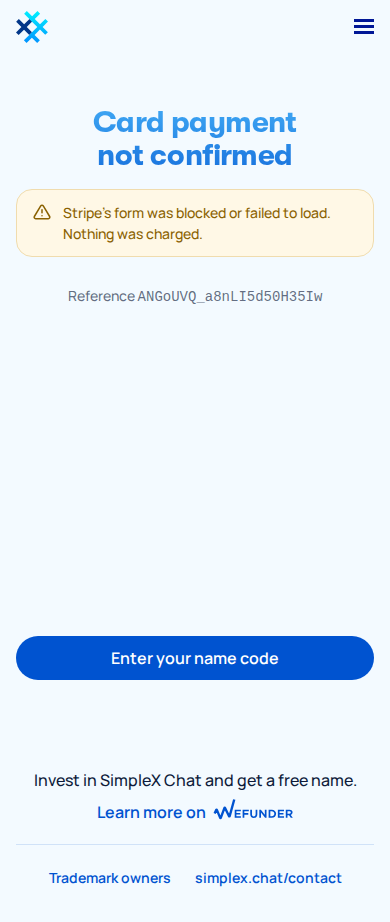 Card payment
not confirmed
Stripe's form was blocked or failed to load.
Nothing was charged.
Reference ANGoUVQ_a8nLI5d50H35Iw
Enter your name code
Invest in SimpleX Chat and get a free name.
Learn more on WEFUNDER
Trademark owners simplex.chat/contact